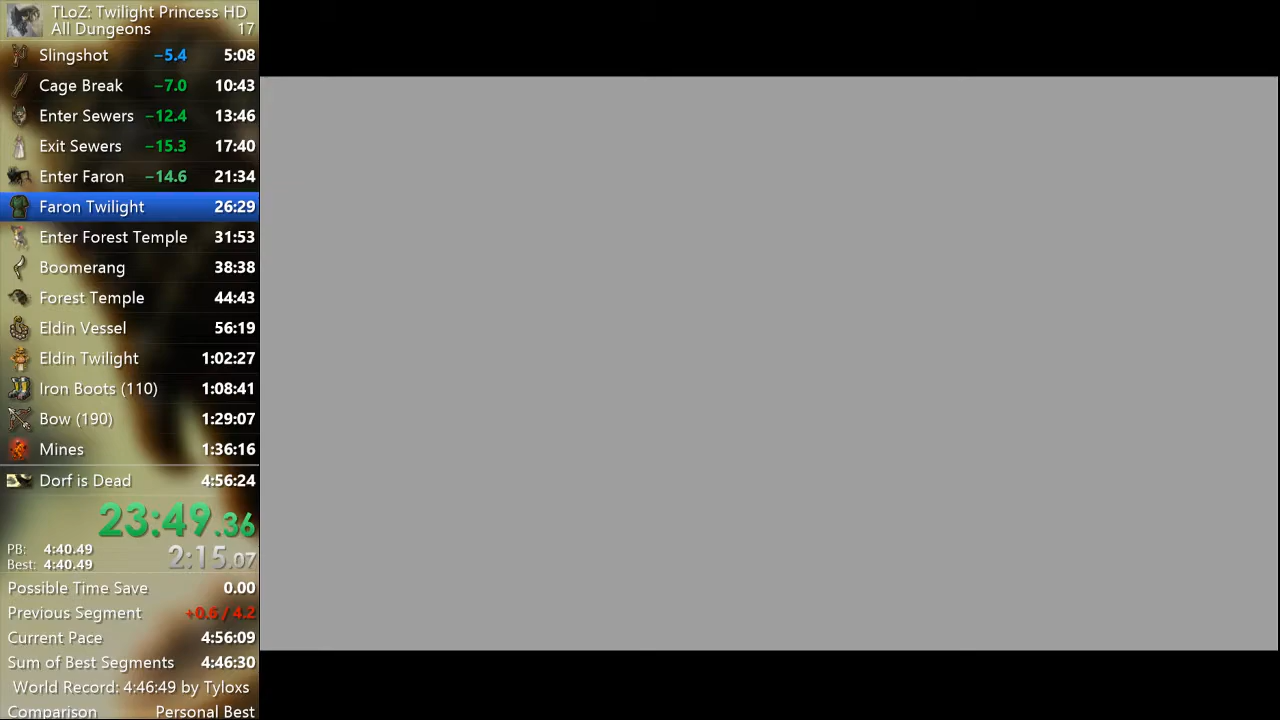 TLoZ: Twilight Princess HD
All Dungeons 17
Slingshot −5.4 5:08
Cage Break −7.0 10:43
Enter Sewers −12.4 13:46
Exit Sewers −15.3 17:40
Enter Faron −14.6 21:34
Faron Twilight 26:29
Enter Forest Temple 31:53
Boomerang 38:38
Forest Temple 44:43
Eldin Vessel 56:19
Eldin Twilight 1:02:27
Iron Boots (110) 1:08:41
Bow (190) 1:29:07
Mines 1:36:16
Dorf is Dead 4:56:24
23:49.36
PB: 4:40.49
Best: 4:40.49
2:15.07
Possible Time Save 0.00
Previous Segment +0.6 / 4.2
Current Pace 4:56:09
Sum of Best Segments 4:46:30
World Record: 4:46:49 by Tyloxs
Comparison Personal Best